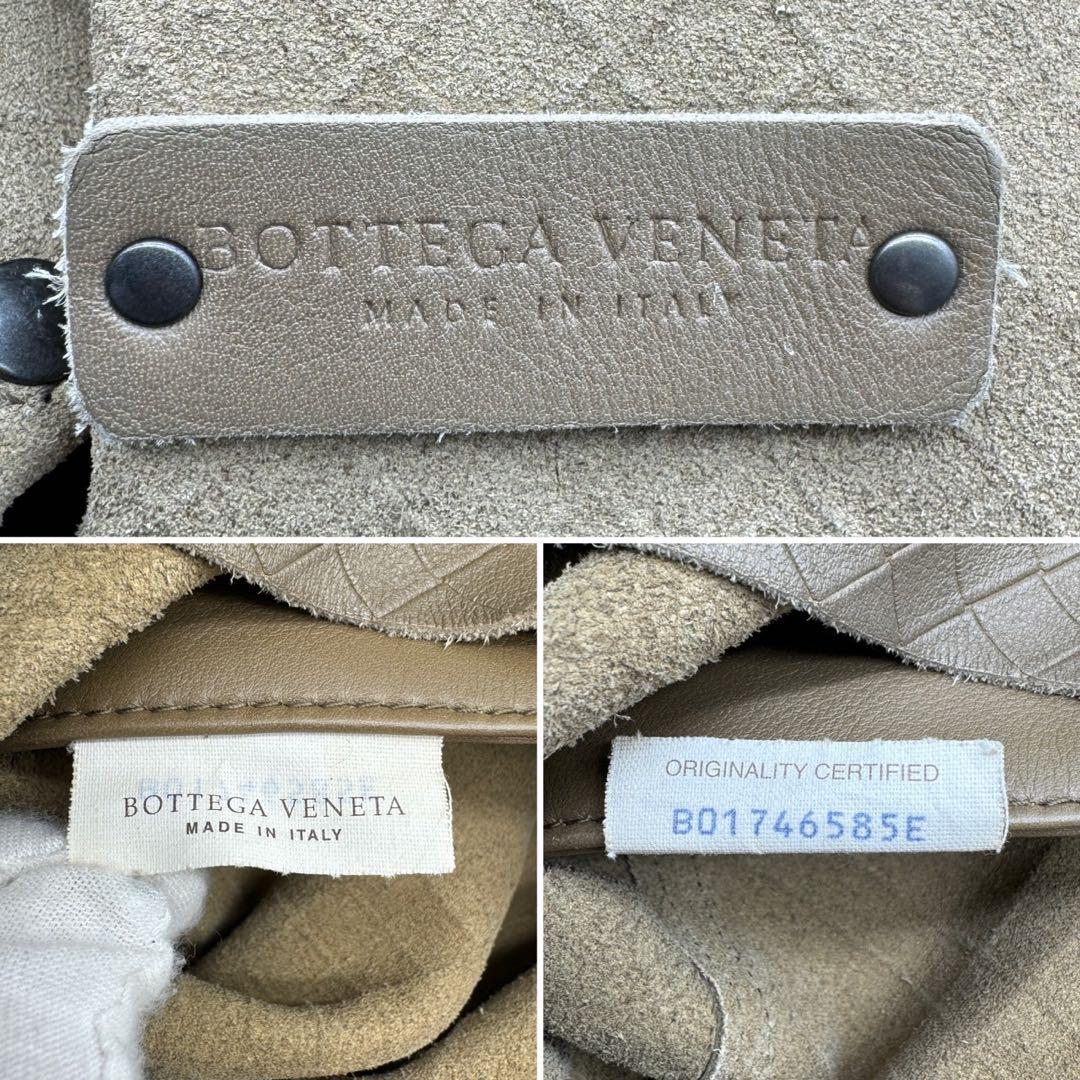 BOTTEGA VENETA
MADE IN ITALY
BOTTEGA VENETA
MADE IN ITALY
ORIGINALITY CERTIFIED
B01746585E